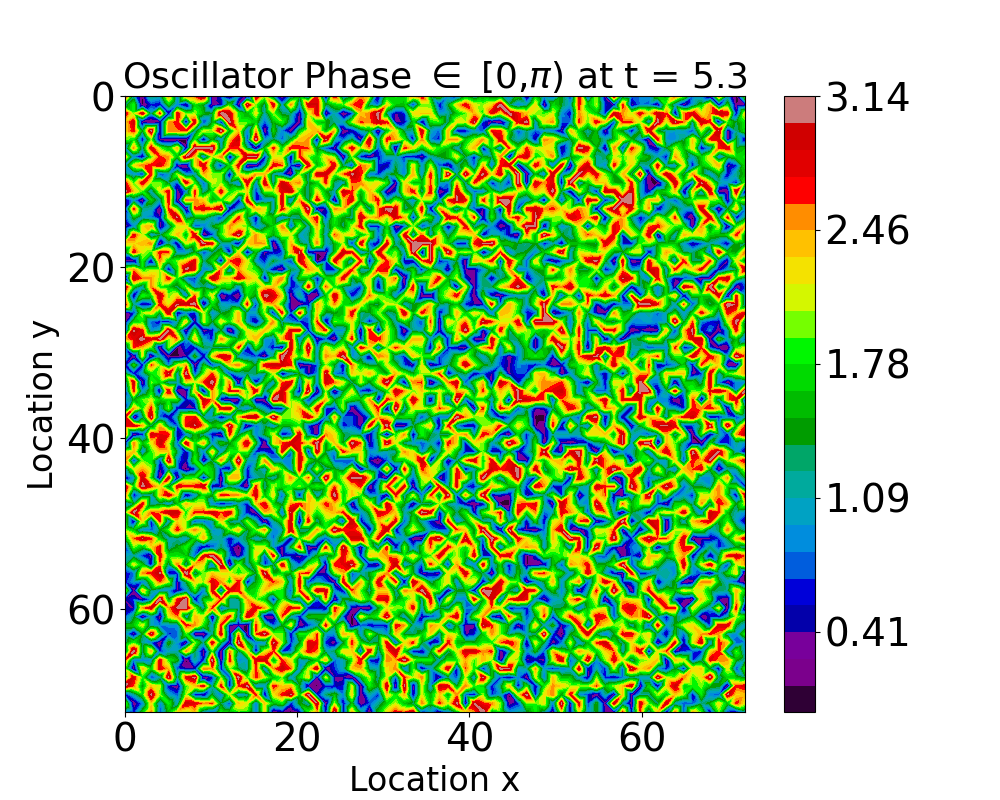 Oscillator Phase ∈ [0,π) at t = 5.3
0
20
40
60
Location y
0 20 40 60
Location x
3.14
2.46
1.78
1.09
0.41